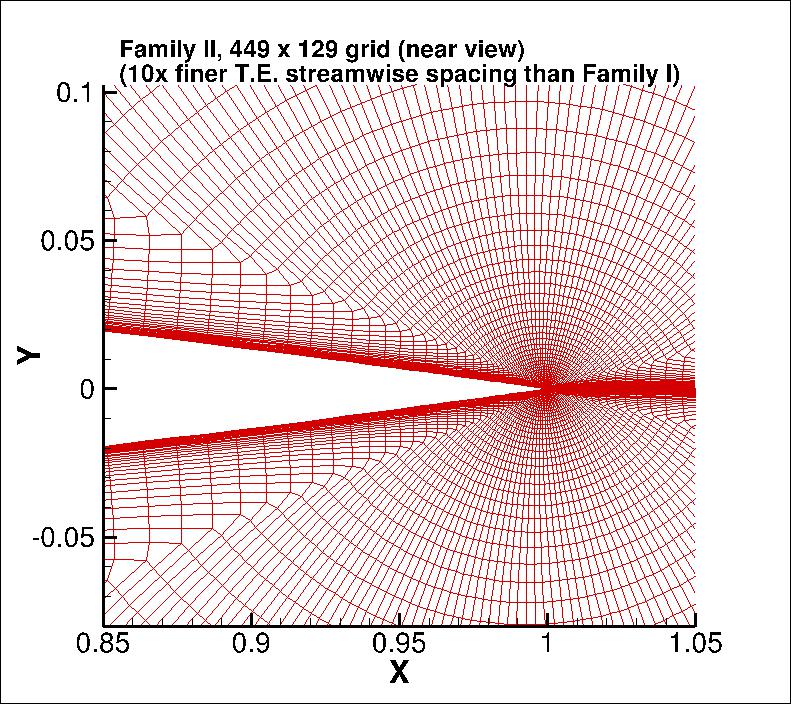 Family II, 449 x 129 grid (near view)
(10x finer T.E. streamwise spacing than Family I)
0.1
0.05
0
-0.05
Y
0.85 0.9 0.95 1 1.05
X